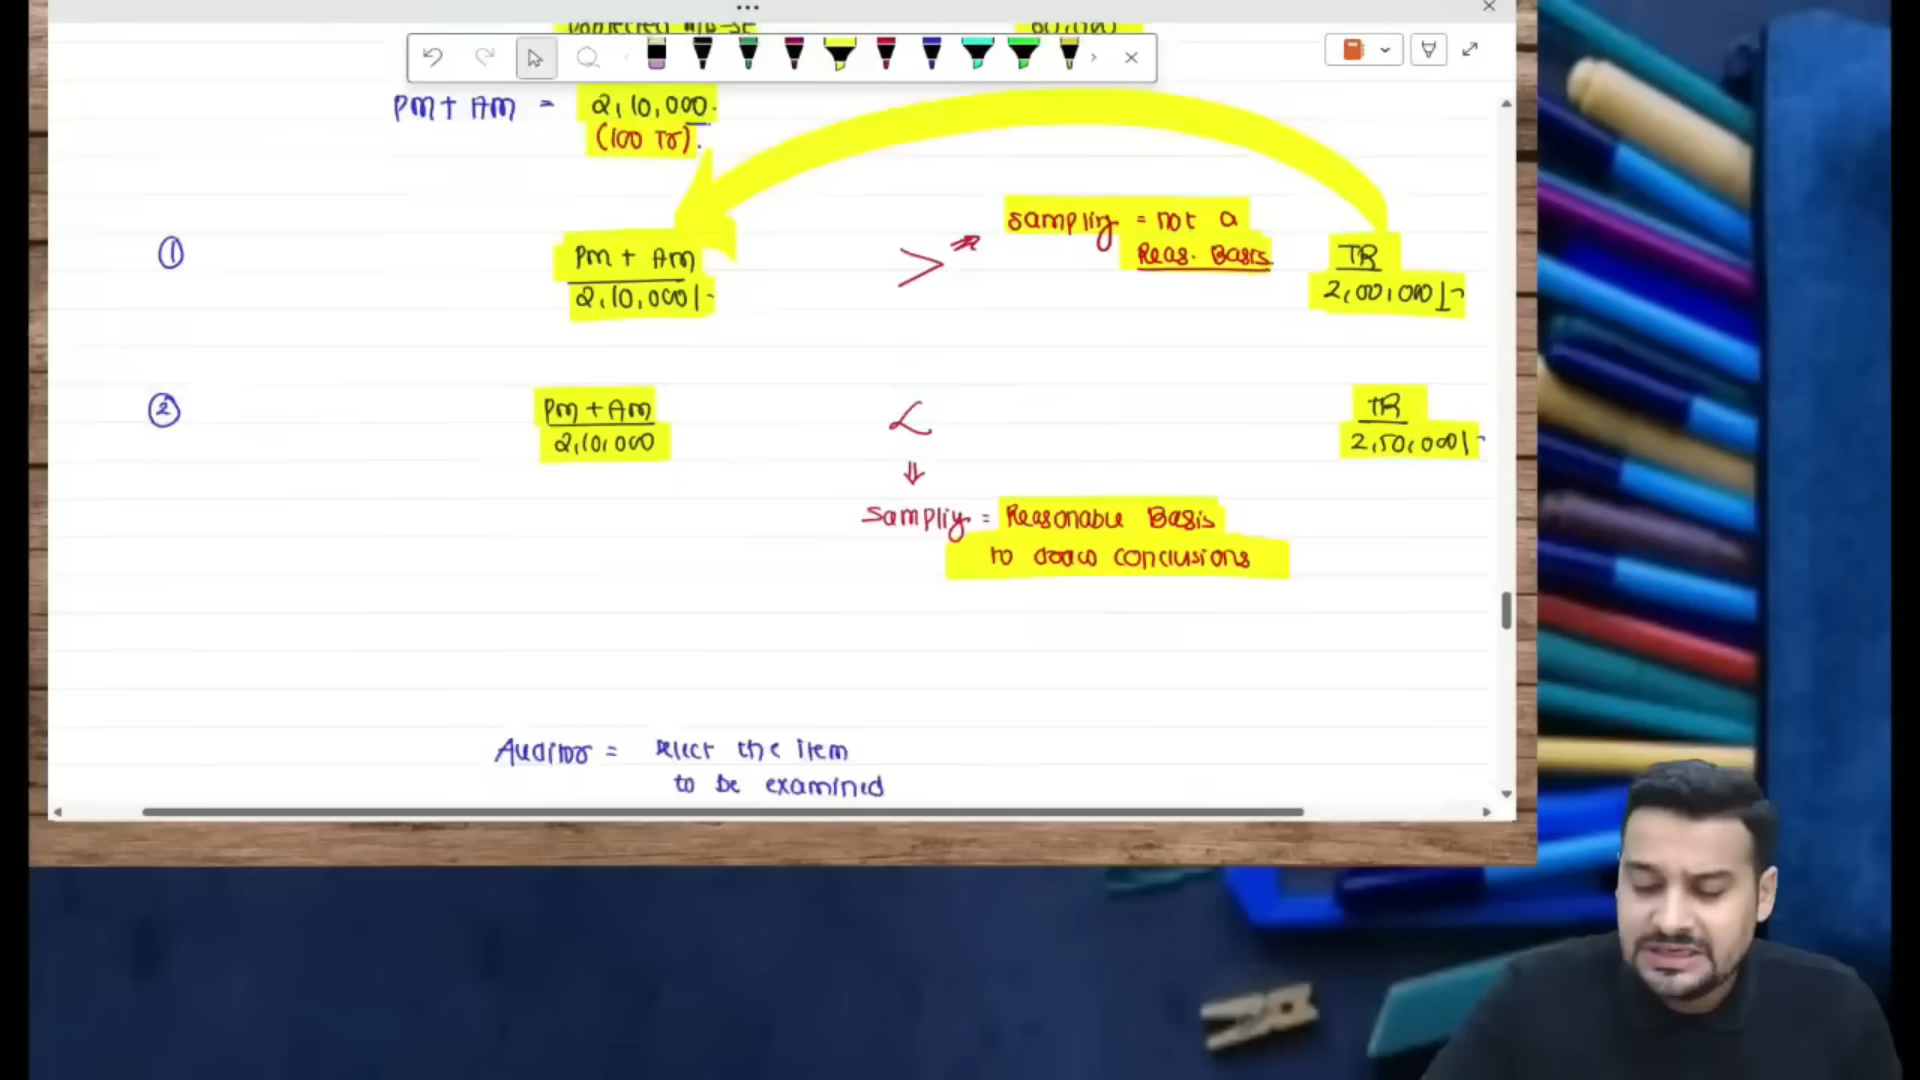 60,000
PM + AM = 2,10,000.
(100 Tr).
sampling = not a
Reas. Basis.
① PM + AM > TR
2,10,000/- 2,00,000/-
② PM + AM < TR
2,10,000 2,50,000/-
sampling = Reasonable Basis
to draw conclusions
Auditor = select the item
to be examined